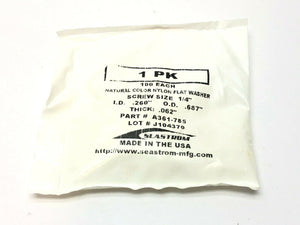 1 PK
100 EACH
NATURAL COLOR NYLON FLAT WASHER
SCREW SIZE 1/4"
I.D. .260" O.D. .687"
THICK: .062"
PART # A361-785
LOT # J104370
SEASTROM
MADE IN THE USA
http://www.seastrom-mfg.com